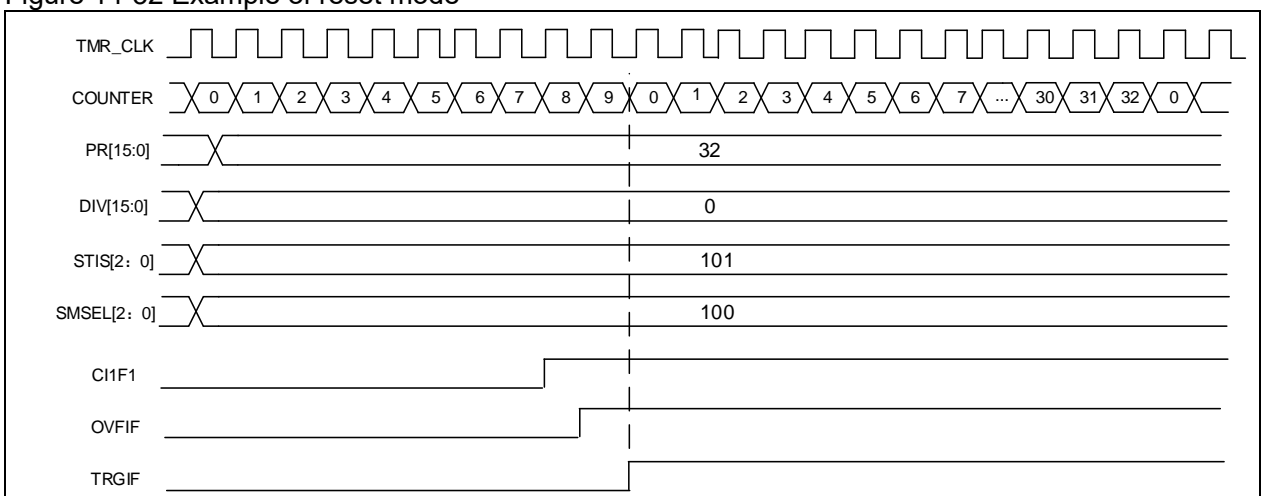 Figure 14-32 Example of reset mode
TMR_CLK
COUNTER 0 1 2 3 4 5 6 7 8 9 0 1 2 3 4 5 6 7 ... 30 31 32 0
PR[15:0] 32
DIV[15:0] 0
STIS[2：0] 101
SMSEL[2：0] 100
CI1F1
OVFIF
TRGIF